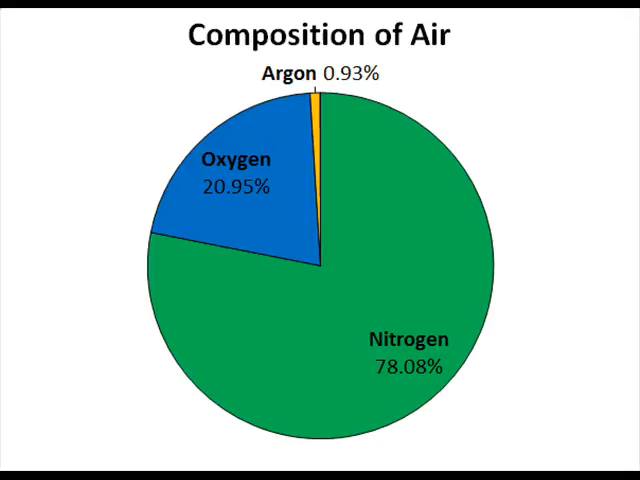 Composition of Air
Argon 0.93%
Oxygen
20.95%
Nitrogen
78.08%